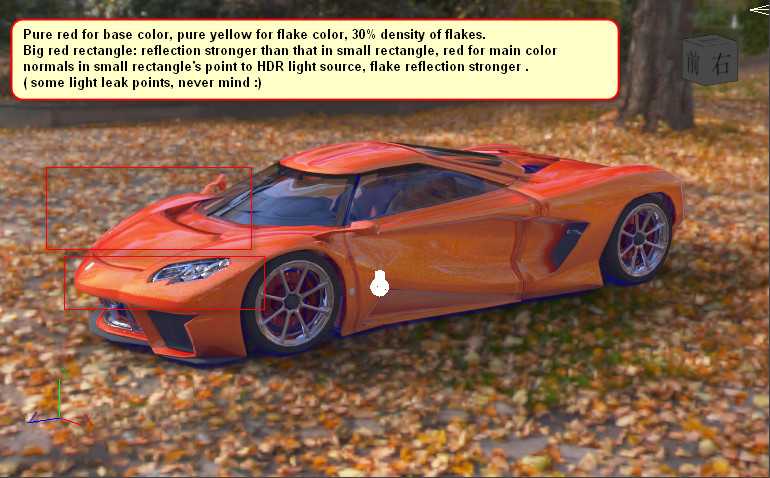 Pure red for base color, pure yellow for flake color, 30% density of flakes.
Big red rectangle: reflection stronger than that in small rectangle, red for main color
normals in small rectangle's point to HDR light source, flake reflection stronger .
( some light leak points, never mind :)
前 右